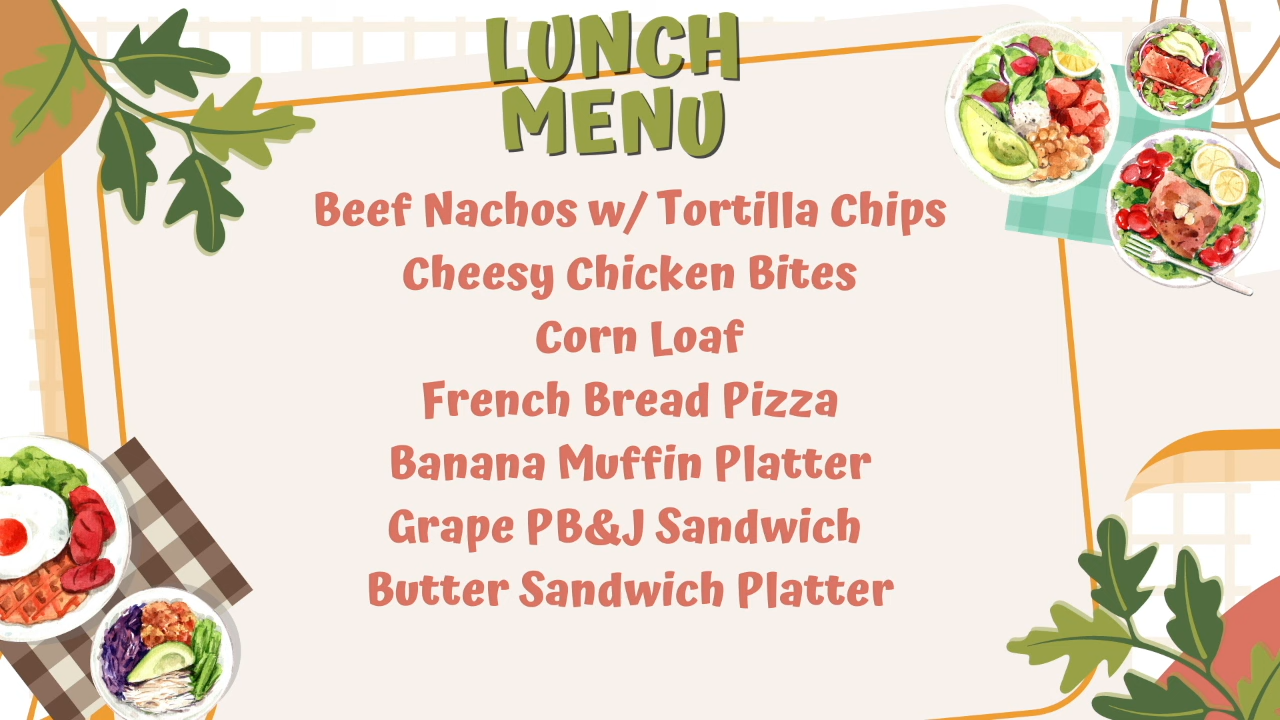 LUNCH
MENU
Beef Nachos w/ Tortilla Chips
Cheesy Chicken Bites
Corn Loaf
French Bread Pizza
Banana Muffin Platter
Grape PB&J Sandwich
Butter Sandwich Platter